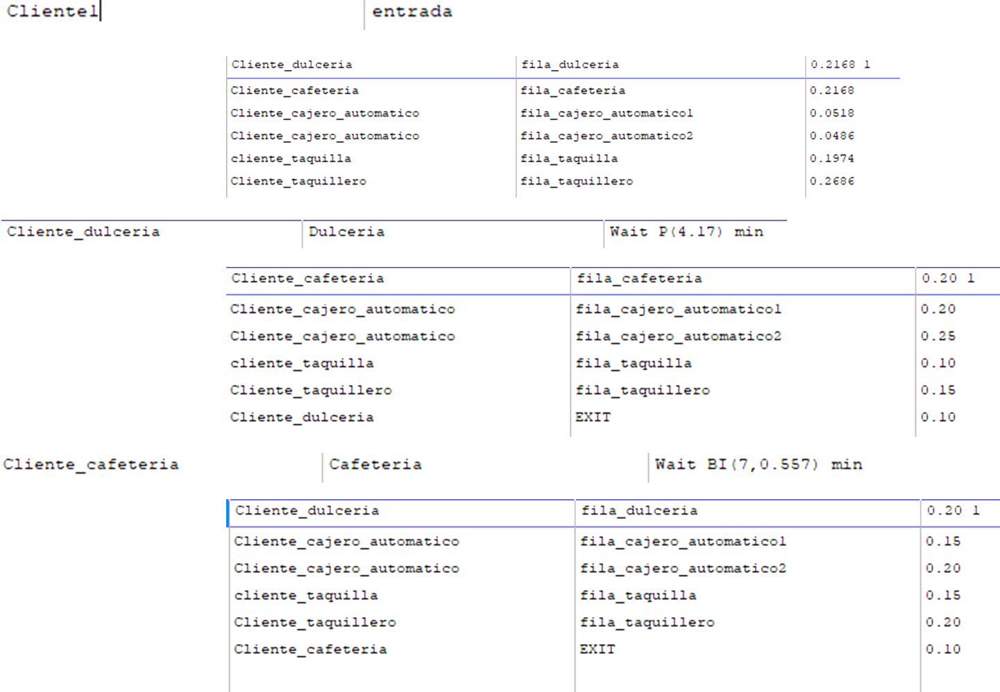 Cliente1 entrada
Cliente_dulceria fila_dulceria 0.2168 1
Cliente_cafeteria fila_cafeteria 0.2168
Cliente_cajero_automatico fila_cajero_automatico1 0.0518
Cliente_cajero_automatico fila_cajero_automatico2 0.0486
cliente_taquilla fila_taquilla 0.1974
Cliente_taquillero fila_taquillero 0.2686
Cliente_dulceria Dulceria Wait P(4.17) min
Cliente_cafeteria fila_cafeteria 0.20 1
Cliente_cajero_automatico fila_cajero_automatico1 0.20
Cliente_cajero_automatico fila_cajero_automatico2 0.25
cliente_taquilla fila_taquilla 0.10
Cliente_taquillero fila_taquillero 0.15
Cliente_dulceria EXIT 0.10
Cliente_cafeteria Cafeteria Wait BI(7,0.557) min
Cliente_dulceria fila_dulceria 0.20 1
Cliente_cajero_automatico fila_cajero_automatico1 0.15
Cliente_cajero_automatico fila_cajero_automatico2 0.20
cliente_taquilla fila_taquilla 0.15
Cliente_taquillero fila_taquillero 0.20
Cliente_cafeteria EXIT 0.10